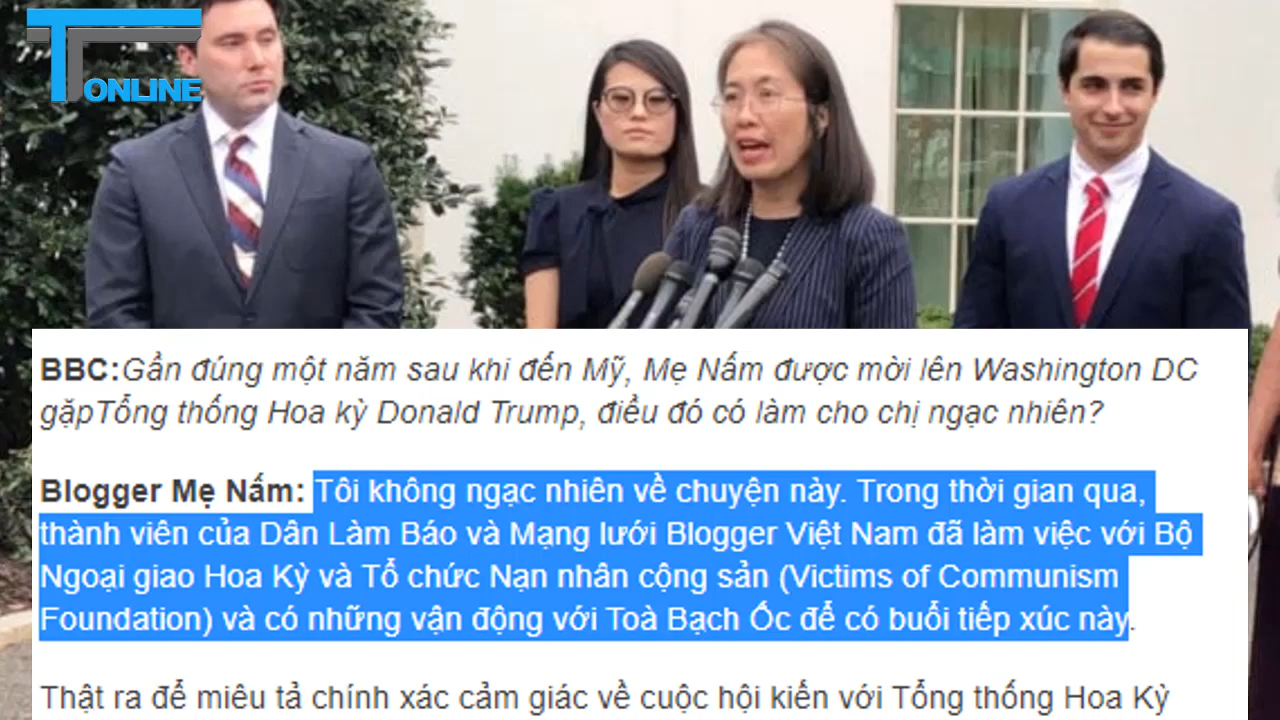 T ONLINE
BBC:Gần đúng một năm sau khi đến Mỹ, Mẹ Nấm được mời lên Washington DC
gặpTổng thống Hoa kỳ Donald Trump, điều đó có làm cho chị ngạc nhiên?
Blogger Mẹ Nấm: Tôi không ngạc nhiên về chuyện này. Trong thời gian qua,
thành viên của Dân Làm Báo và Mạng lưới Blogger Việt Nam đã làm việc với Bộ
Ngoại giao Hoa Kỳ và Tổ chức Nạn nhân cộng sản (Victims of Communism
Foundation) và có những vận động với Toà Bạch Ốc để có buổi tiếp xúc này.
Thật ra để miêu tả chính xác cảm giác về cuộc hội kiến với Tổng thống Hoa Kỳ